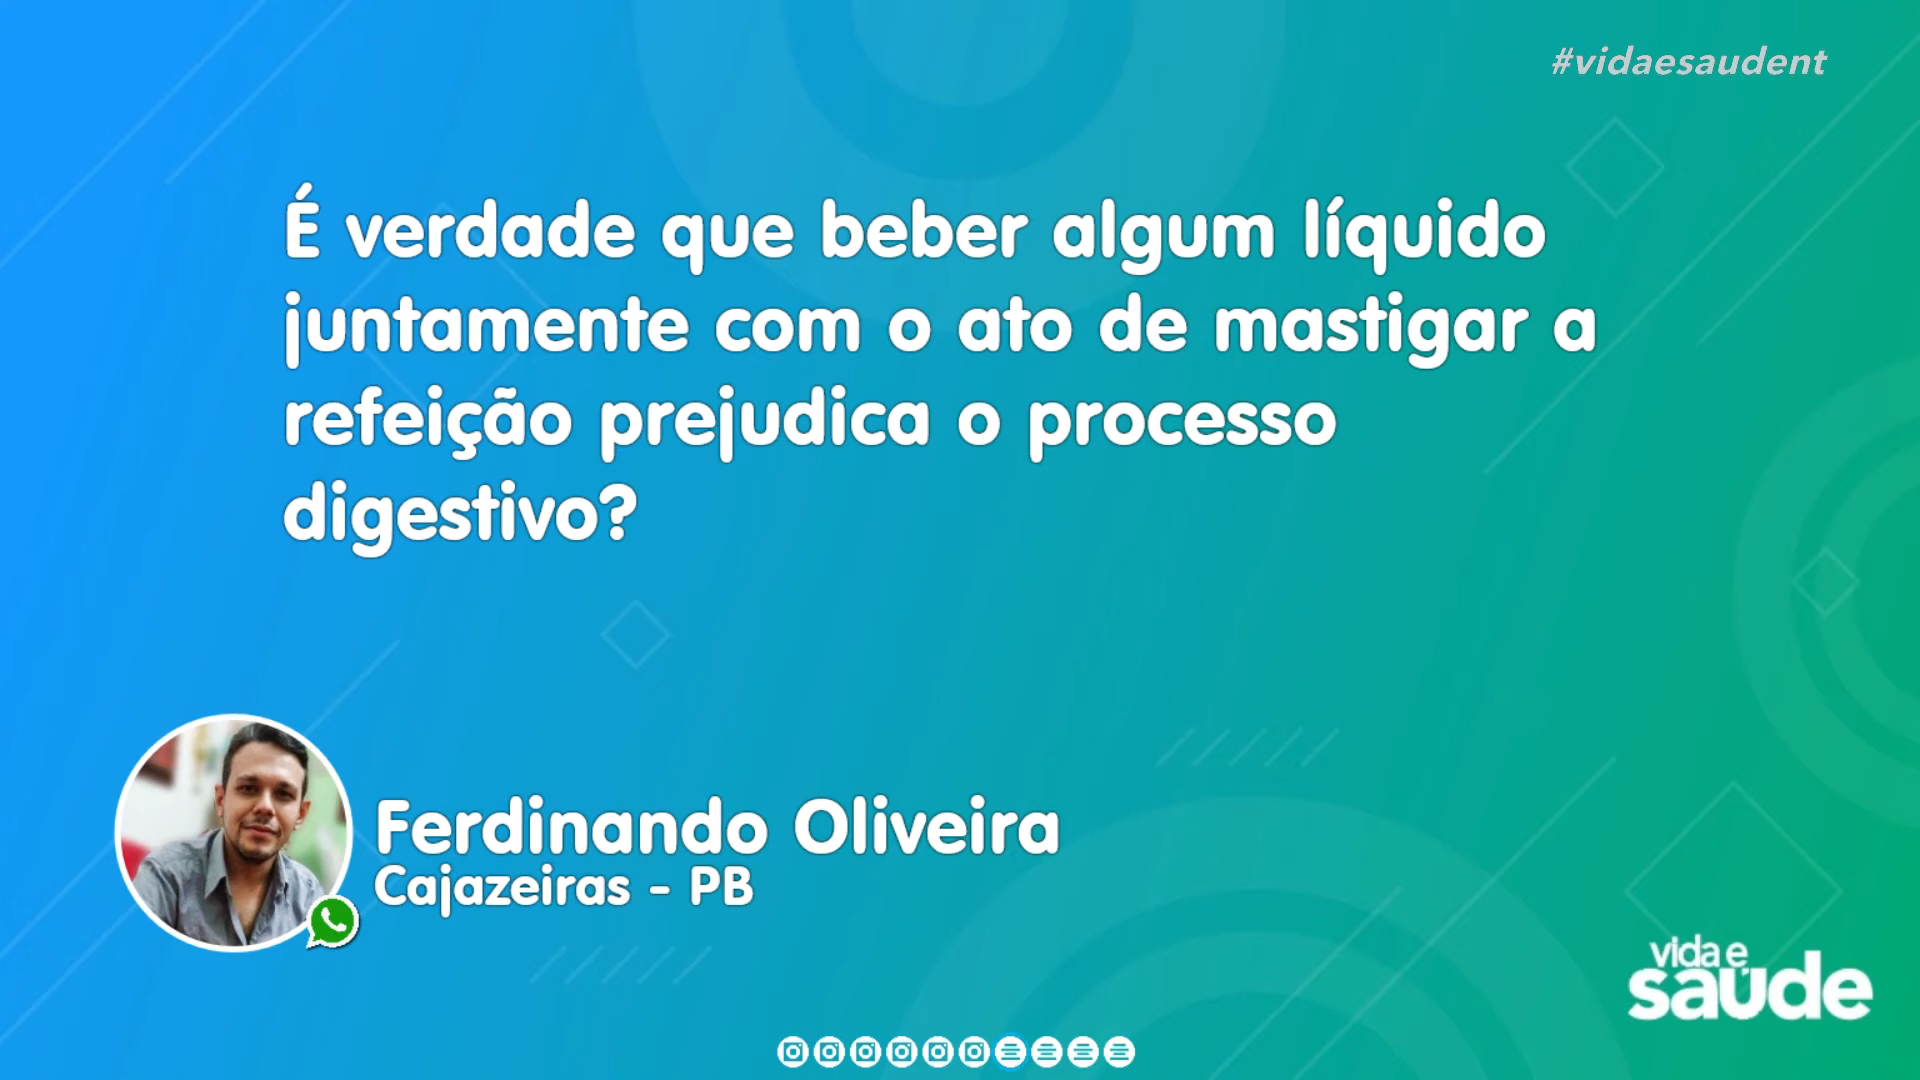 #vidaesaudent
É verdade que beber algum líquido
juntamente com o ato de mastigar a
refeição prejudica o processo
digestivo?
Ferdinando Oliveira
Cajazeiras - PB
vida e
saúde